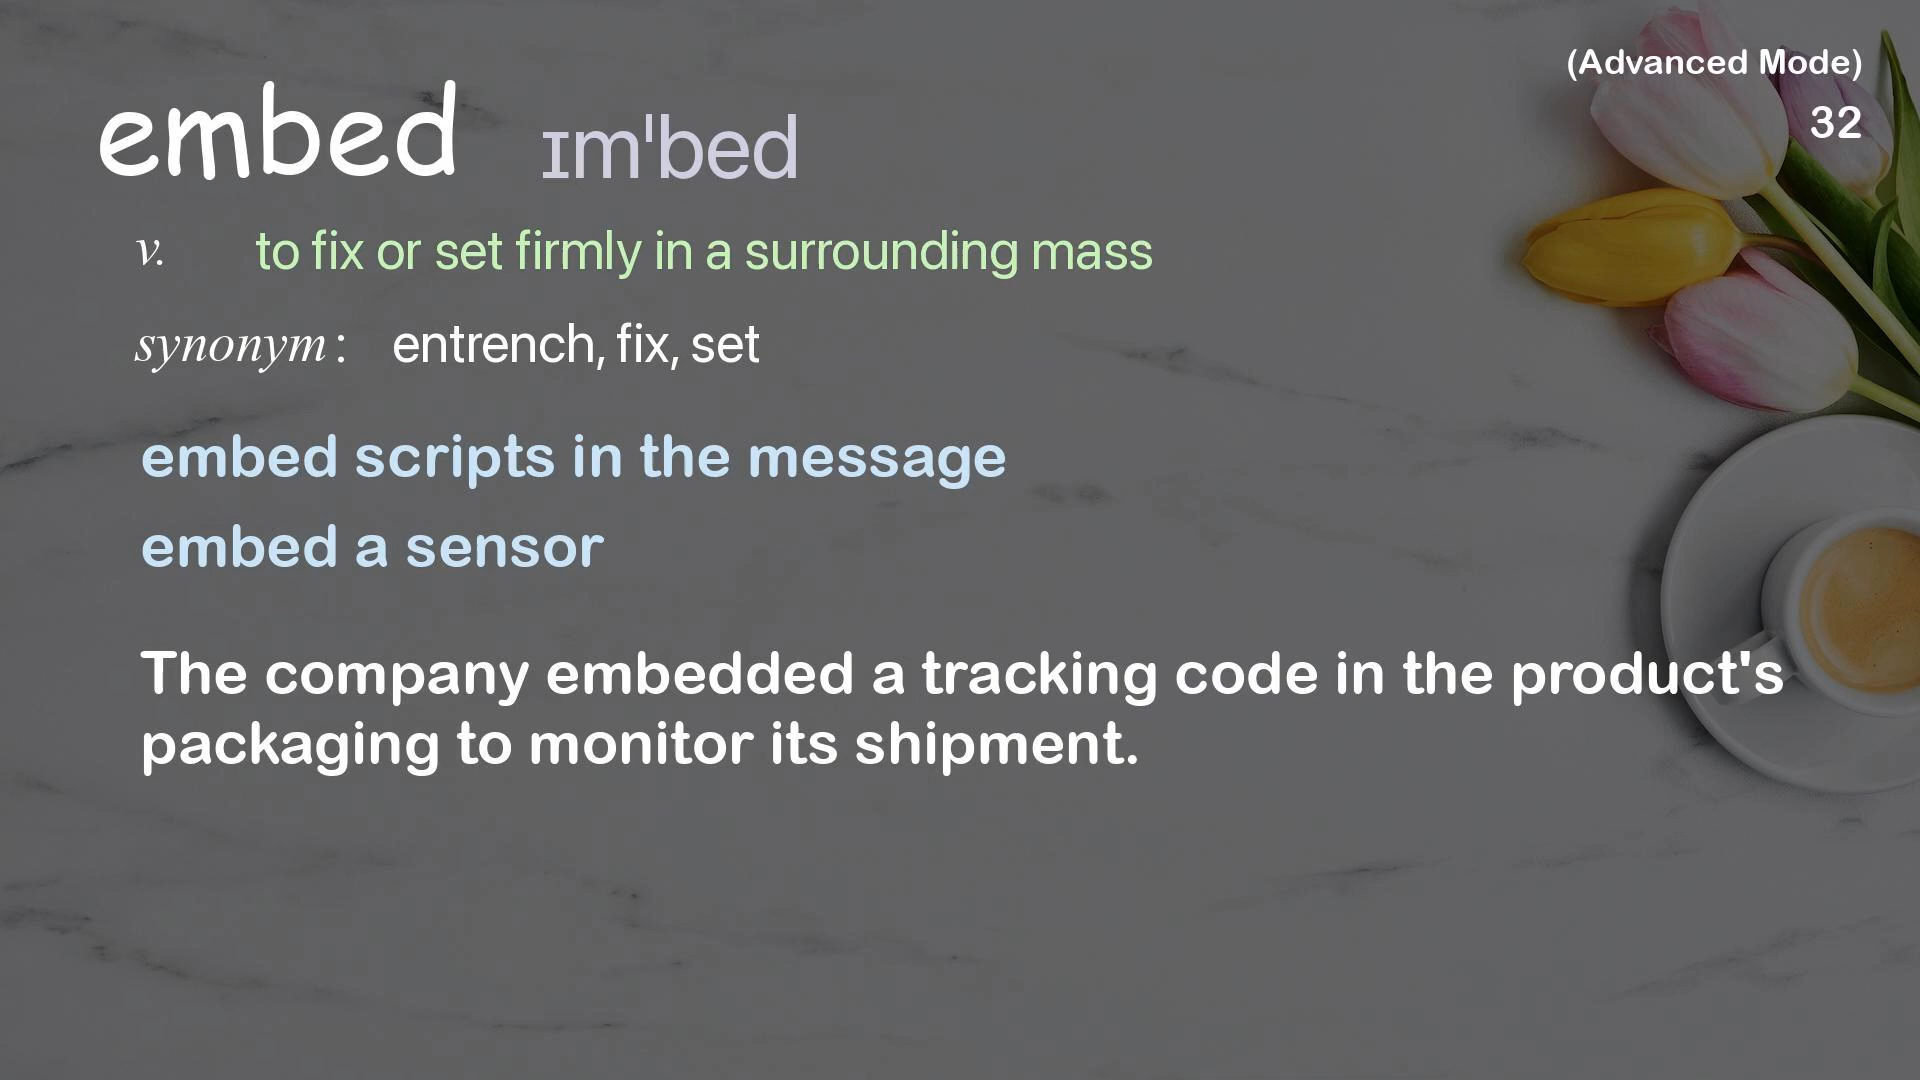 (Advanced Mode)
32
embed ɪm'bed
v. to fix or set firmly in a surrounding mass
synonym: entrench, fix, set
embed scripts in the message
embed a sensor
The company embedded a tracking code in the product's
packaging to monitor its shipment.